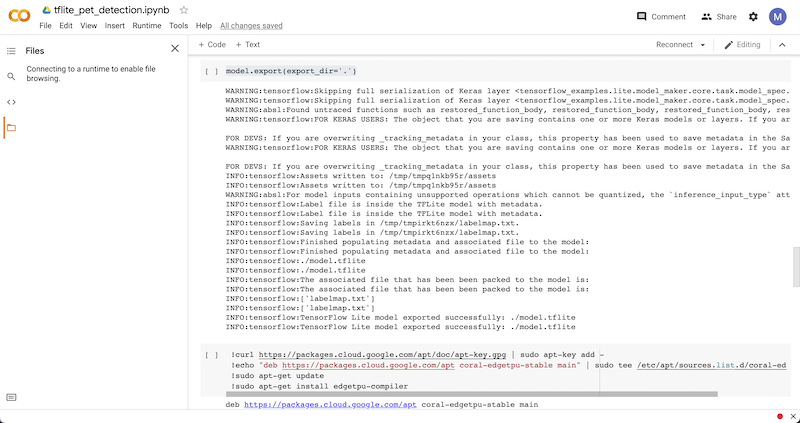 tflite_pet_detection.ipynb
File Edit View Insert Runtime Tools Help All changes saved
Comment Share M
Files
+ Code + Text Reconnect Editing
Connecting to a runtime to enable file
browsing.
[ ] model.export(export_dir='.')
WARNING:tensorflow:Skipping full serialization of Keras layer <tensorflow_examples.lite.model_maker.core.task.model_spec.
WARNING:tensorflow:Skipping full serialization of Keras layer <tensorflow_examples.lite.model_maker.core.task.model_spec.
WARNING:absl:Found untraced functions such as restored_function_body, restored_function_body, res
WARNING:tensorflow:FOR KERAS USERS: The object that you are saving contains one or more Keras models or layers. If you ar
FOR DEVS: If you are overwriting _tracking_metadata in your class, this property has been used to save metadata in the Sa
WARNING:tensorflow:FOR KERAS USERS: The object that you are saving contains one or more Keras models or layers. If you ar
FOR DEVS: If you are overwriting _tracking_metadata in your class, this property has been used to save metadata in the Sa
INFO:tensorflow:Assets written to: /tmp/tmpq1nkb95r/assets
INFO:tensorflow:Assets written to: /tmp/tmpq1nkb95r/assets
WARNING:absl:For model inputs containing unsupported operations which cannot be quantized, the `inference_input_type` att
INFO:tensorflow:Label file is inside the TFLite model with metadata.
INFO:tensorflow:Label file is inside the TFLite model with metadata.
INFO:tensorflow:Saving labels in /tmp/tmpirkt6nzx/labelmap.txt.
INFO:tensorflow:Saving labels in /tmp/tmpirkt6nzx/labelmap.txt.
INFO:tensorflow:Finished populating metadata and associated file to the model:
INFO:tensorflow:Finished populating metadata and associated file to the model:
INFO:tensorflow:./model.tflite
INFO:tensorflow:./model.tflite
INFO:tensorflow:The associated file that has been been packed to the model is:
INFO:tensorflow:The associated file that has been been packed to the model is:
INFO:tensorflow:['labelmap.txt']
INFO:tensorflow:['labelmap.txt']
INFO:tensorflow:TensorFlow Lite model exported successfully: ./model.tflite
INFO:tensorflow:TensorFlow Lite model exported successfully: ./model.tflite
[ ] !curl https://packages.cloud.google.com/apt/doc/apt-key.gpg | sudo apt-key add -
!echo "deb https://packages.cloud.google.com/apt coral-edgetpu-stable main" | sudo tee /etc/apt/sources.list.d/coral-ed
!sudo apt-get update
!sudo apt-get install edgetpu-compiler
deb https://packages.cloud.google.com/apt coral-edgetpu-stable main